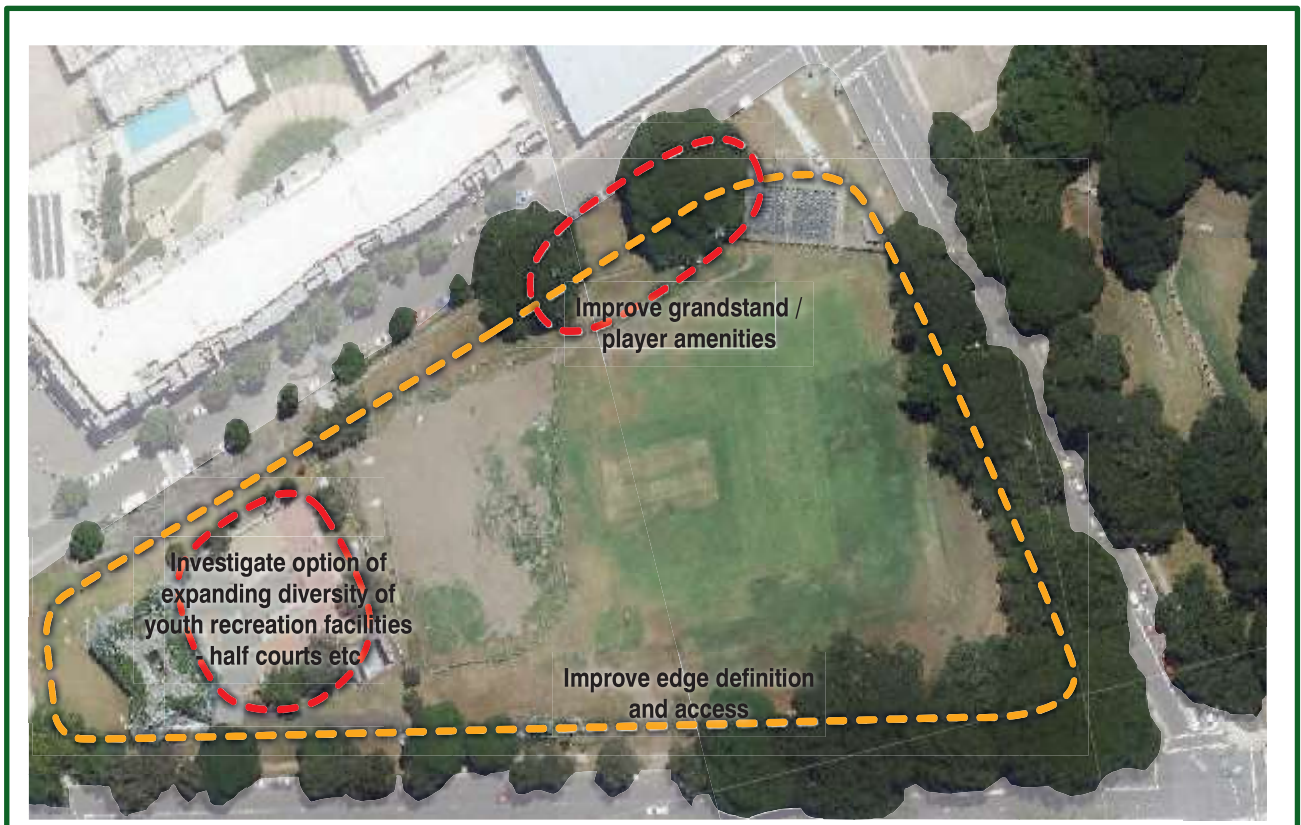 Improve grandstand /
player amenities
Investigate option of
expanding diversity of
youth recreation facilities
- half courts etc
Improve edge definition
and access